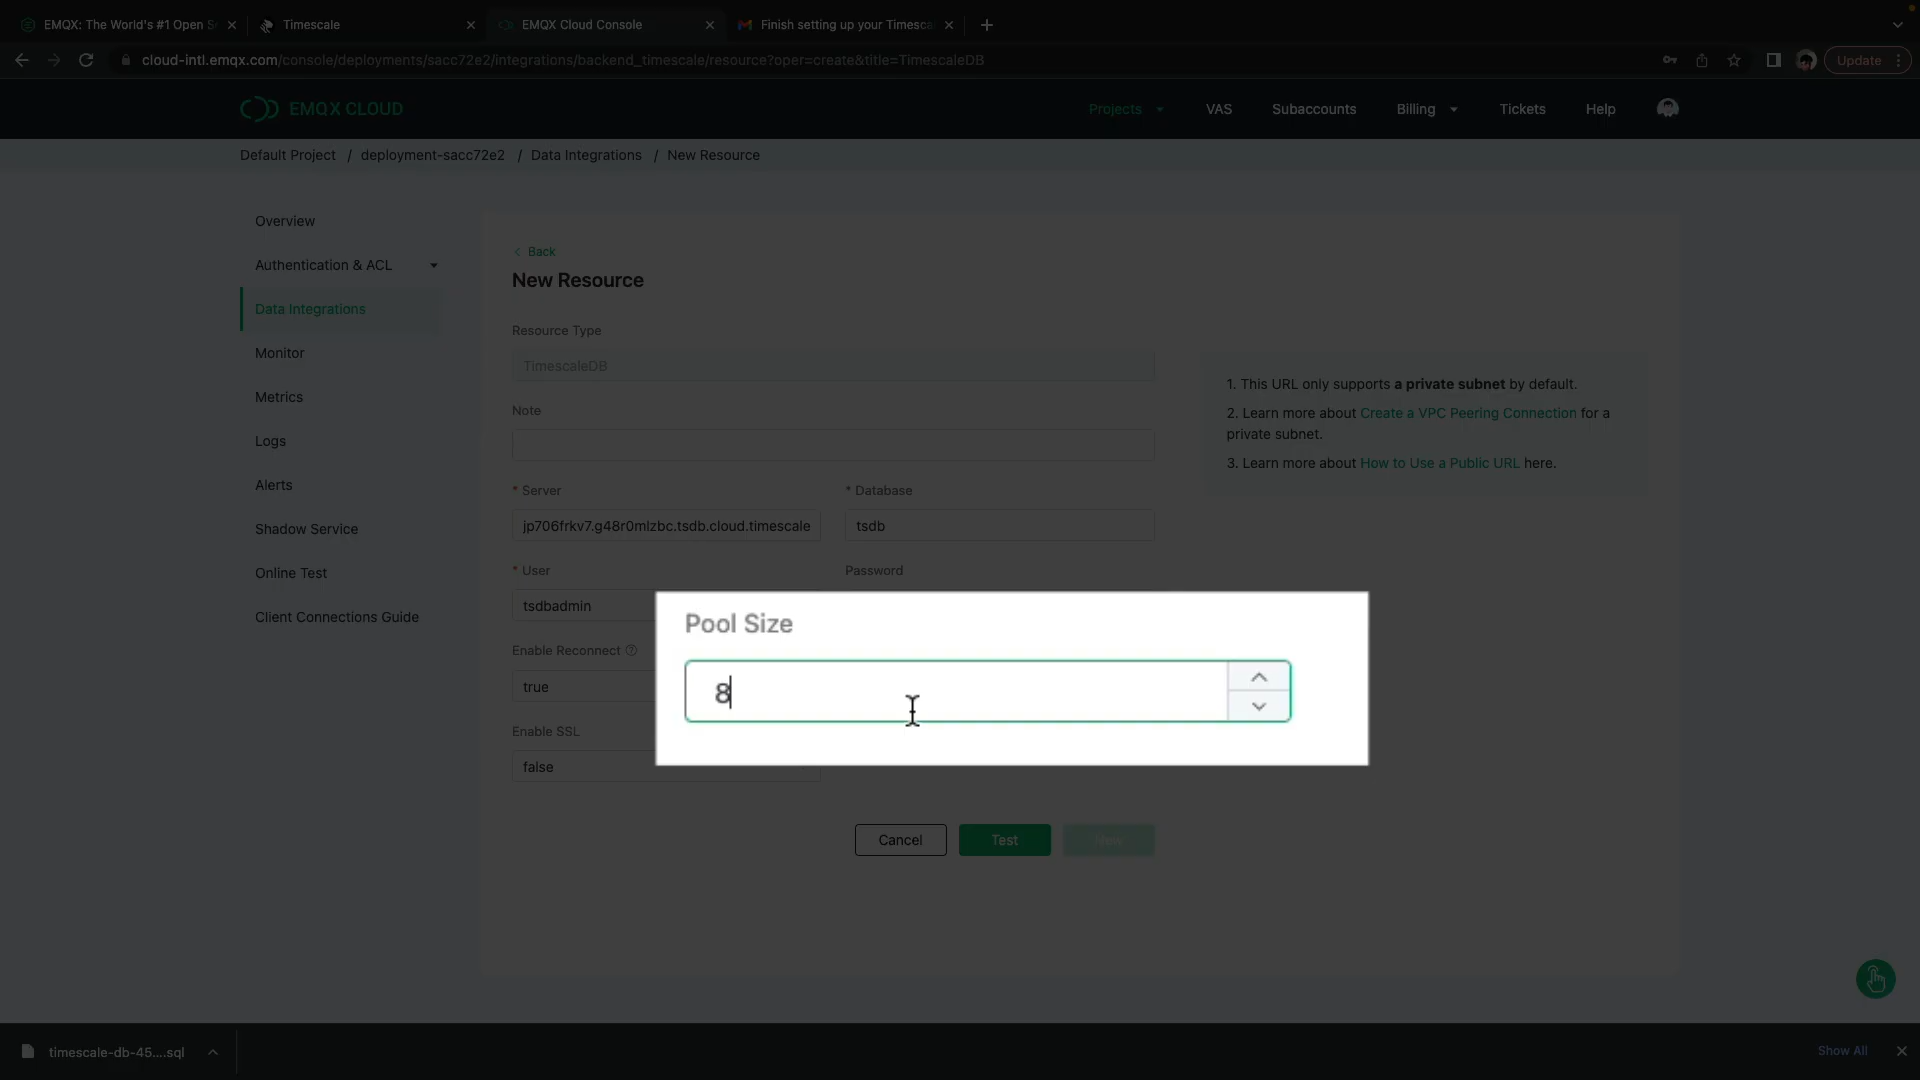 EMQX: The World's #1 Open S
Timescale
EMQX Cloud Console
Finish setting up your Timesca
cloud-intl.emqx.com/console/deployments/sacc72e2/integrations/backend_timescale/resource?oper=create&title=TimescaleDB
Update
EMQX CLOUD
Projects
VAS
Subaccounts
Billing
Tickets
Help
Default Project / deployment-sacc72e2 / Data Integrations / New Resource
Overview
Authentication & ACL
Data Integrations
Monitor
Metrics
Logs
Alerts
Shadow Service
Online Test
Client Connections Guide
< Back
New Resource
Resource Type
TimescaleDB
Note
* Server
jp706frkv7.g48r0mlzbc.tsdb.cloud.timescale
* Database
tsdb
* User
tsdbadmin
Password
Enable Reconnect
true
Pool Size
8
Enable SSL
false
Cancel
Test
New
1. This URL only supports a private subnet by default.
2. Learn more about Create a VPC Peering Connection for a
private subnet.
3. Learn more about How to Use a Public URL here.
timescale-db-45....sql
Show All